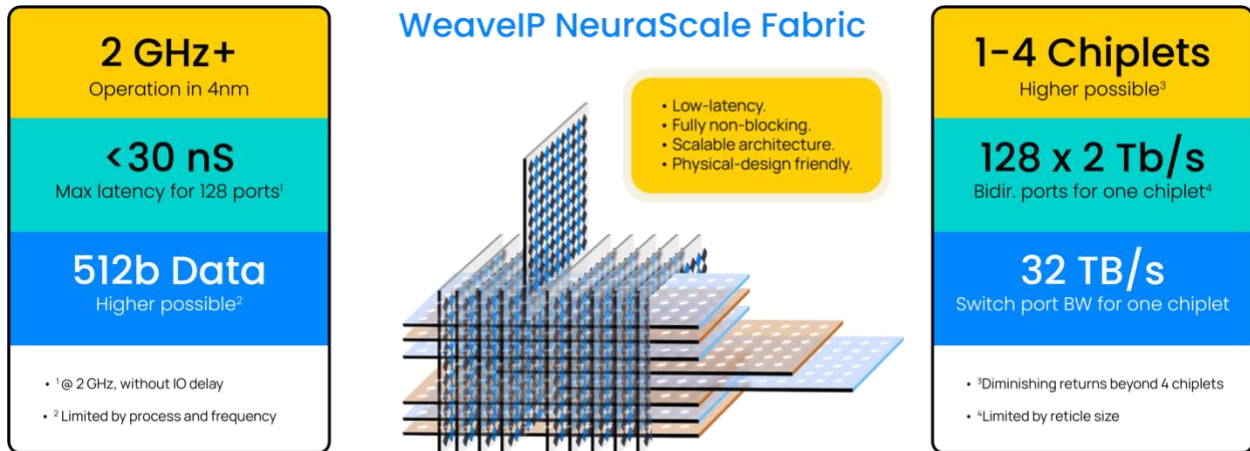 WeaveIP NeuraScale Fabric
2 GHz+
Operation in 4nm
<30 nS
Max latency for 128 ports¹
512b Data
Higher possible²
• ¹ @ 2 GHz, without IO delay
• ² Limited by process and frequency
• Low-latency.
• Fully non-blocking.
• Scalable architecture.
• Physical-design friendly.
1-4 Chiplets
Higher possible³
128 x 2 Tb/s
Bidir. ports for one chiplet⁴
32 TB/s
Switch port BW for one chiplet
• ³Diminishing returns beyond 4 chiplets
• ⁴Limited by reticle size